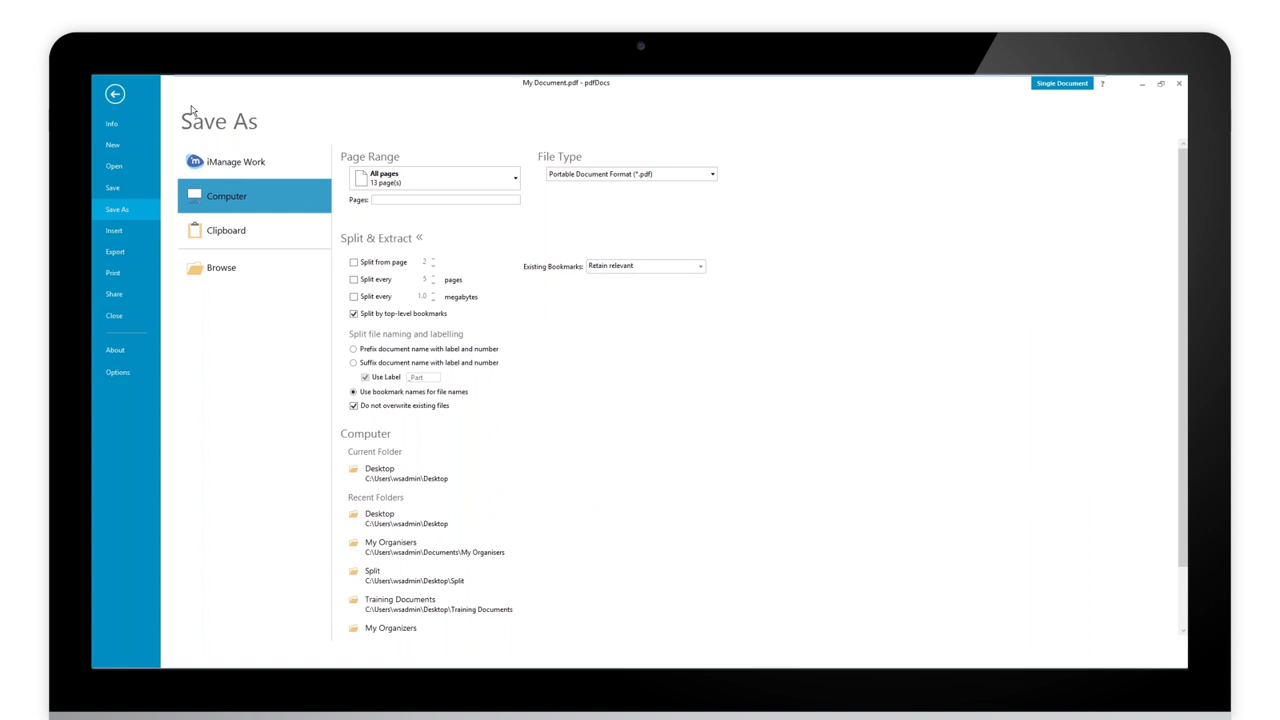 My Document.pdf - pdfDocs
Single Document
?
Info
New
Open
Save
Save As
Insert
Export
Print
Share
Close
About
Options
Save As
iManage Work
Computer
Clipboard
Browse
Page Range
All pages
13 page(s)
Pages:
File Type
Portable Document Format (*.pdf)
Split & Extract «
Split from page 2
Split every 5 pages
Split every 1.0 megabytes
Split by top-level bookmarks
Existing Bookmarks: Retain relevant
Split file naming and labelling
Prefix document name with label and number
Suffix document name with label and number
Use Label _Part
Use bookmark names for file names
Do not overwrite existing files
Computer
Current Folder
Desktop
C:\Users\wsadmin\Desktop
Recent Folders
Desktop
C:\Users\wsadmin\Desktop
My Organisers
C:\Users\wsadmin\Documents\My Organisers
Split
C:\Users\wsadmin\Desktop\Split
Training Documents
C:\Users\wsadmin\Desktop\Training Documents
My Organizers